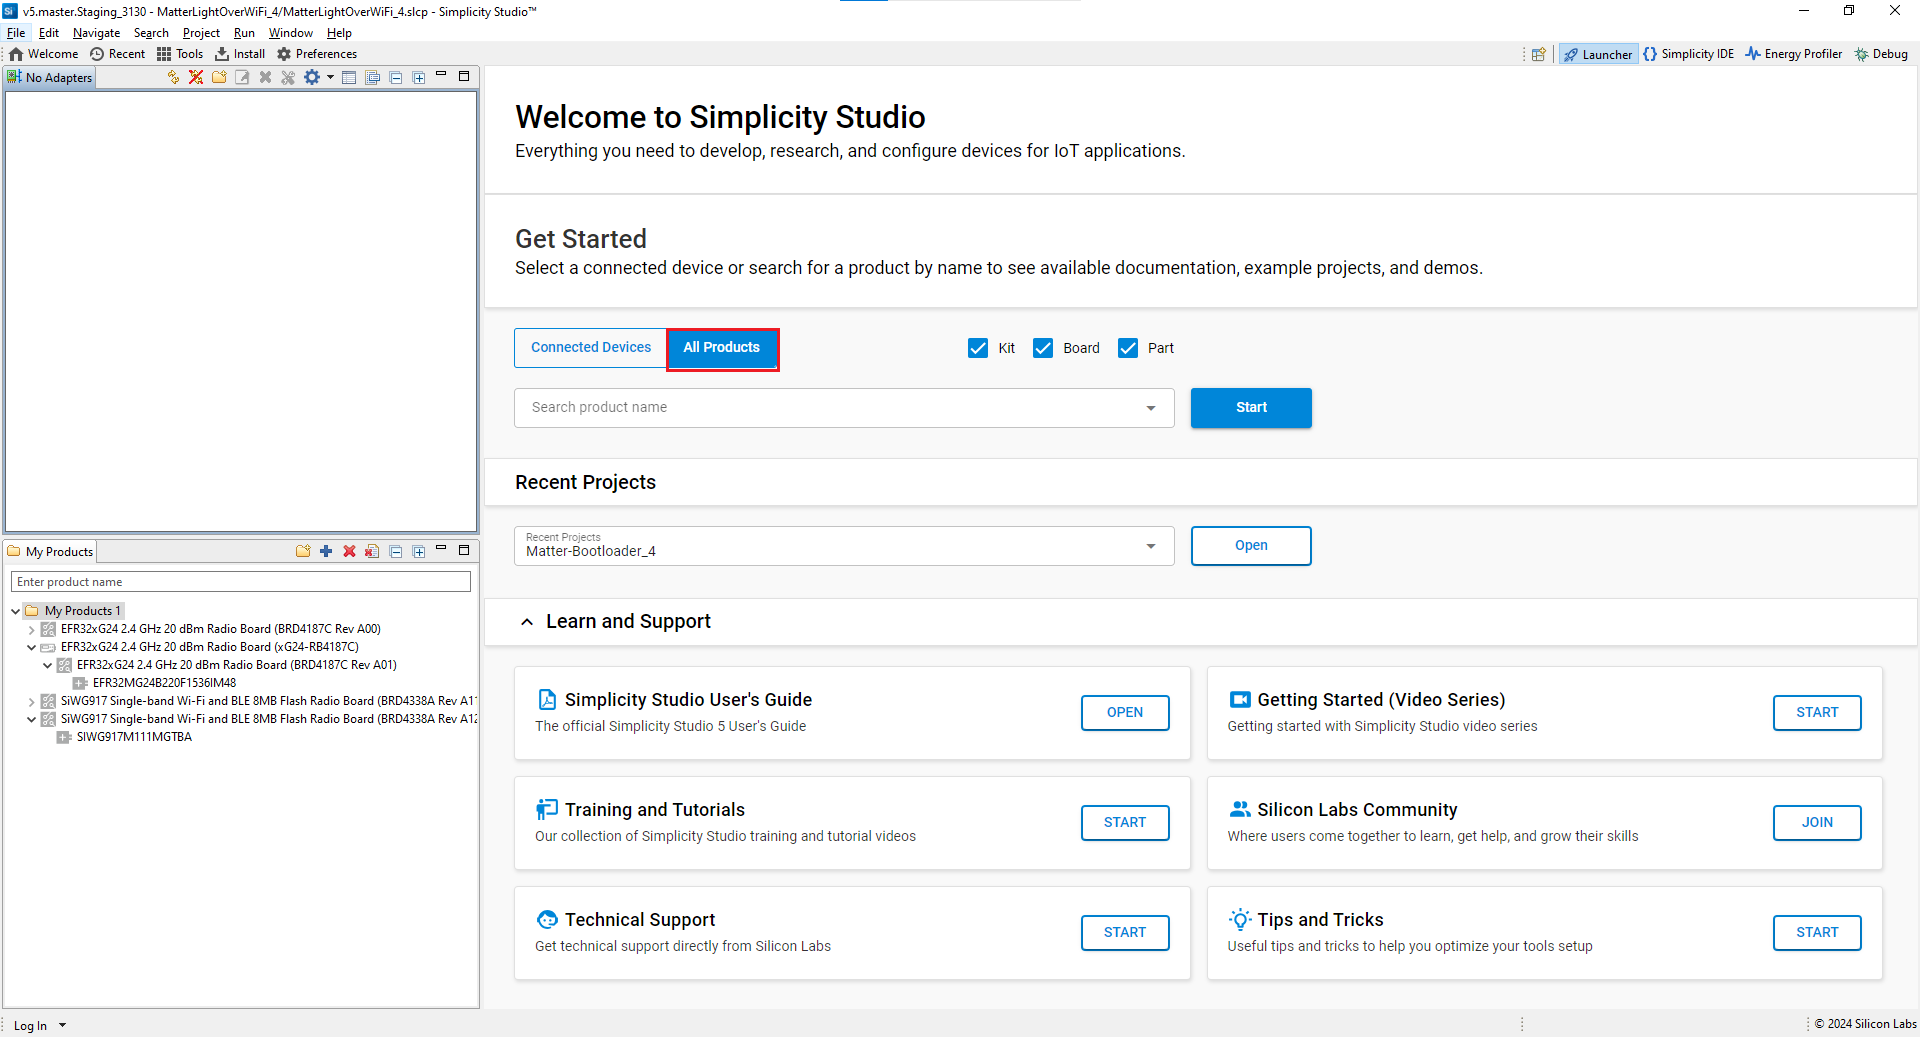 v5.master.Staging_3130 - MatterLightOverWiFi_4/MatterLightOverWiFi_4.slcp - Simplicity Studio™
File Edit Navigate Search Project Run Window Help
Welcome Recent Tools Install Preferences
Launcher Simplicity IDE Energy Profiler Debug
No Adapters
Welcome to Simplicity Studio
Everything you need to develop, research, and configure devices for IoT applications.
Get Started
Select a connected device or search for a product by name to see available documentation, example projects, and demos.
Connected Devices All Products Kit Board Part
Search product name Start
Recent Projects
Recent Projects
Matter-Bootloader_4 Open
My Products
Enter product name
My Products 1
EFR32xG24 2.4 GHz 20 dBm Radio Board (BRD4187C Rev A00)
EFR32xG24 2.4 GHz 20 dBm Radio Board (xG24-RB4187C)
EFR32xG24 2.4 GHz 20 dBm Radio Board (BRD4187C Rev A01)
EFR32MG24B220F1536IM48
SiWG917 Single-band Wi-Fi and BLE 8MB Flash Radio Board (BRD4338A Rev A11
SiWG917 Single-band Wi-Fi and BLE 8MB Flash Radio Board (BRD4338A Rev A12
SIWG917M111MGTBA
Learn and Support
Simplicity Studio User's Guide
The official Simplicity Studio 5 User's Guide
OPEN
Getting Started (Video Series)
Getting started with Simplicity Studio video series
START
Training and Tutorials
Our collection of Simplicity Studio training and tutorial videos
START
Silicon Labs Community
Where users come together to learn, get help, and grow their skills
JOIN
Technical Support
Get technical support directly from Silicon Labs
START
Tips and Tricks
Useful tips and tricks to help you optimize your tools setup
START
Log In
© 2024 Silicon Labs